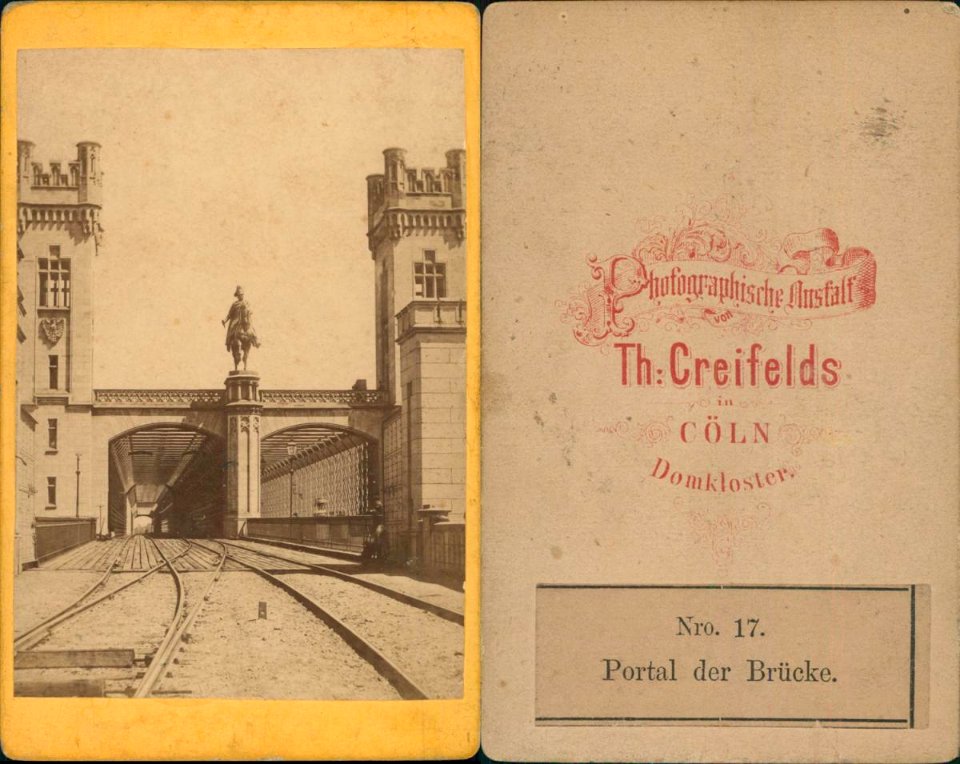 Photographische Anstalt
von
Th: Creifelds
in
CÖLN
Domkloster.
Nro. 17.
Portal der Brücke.